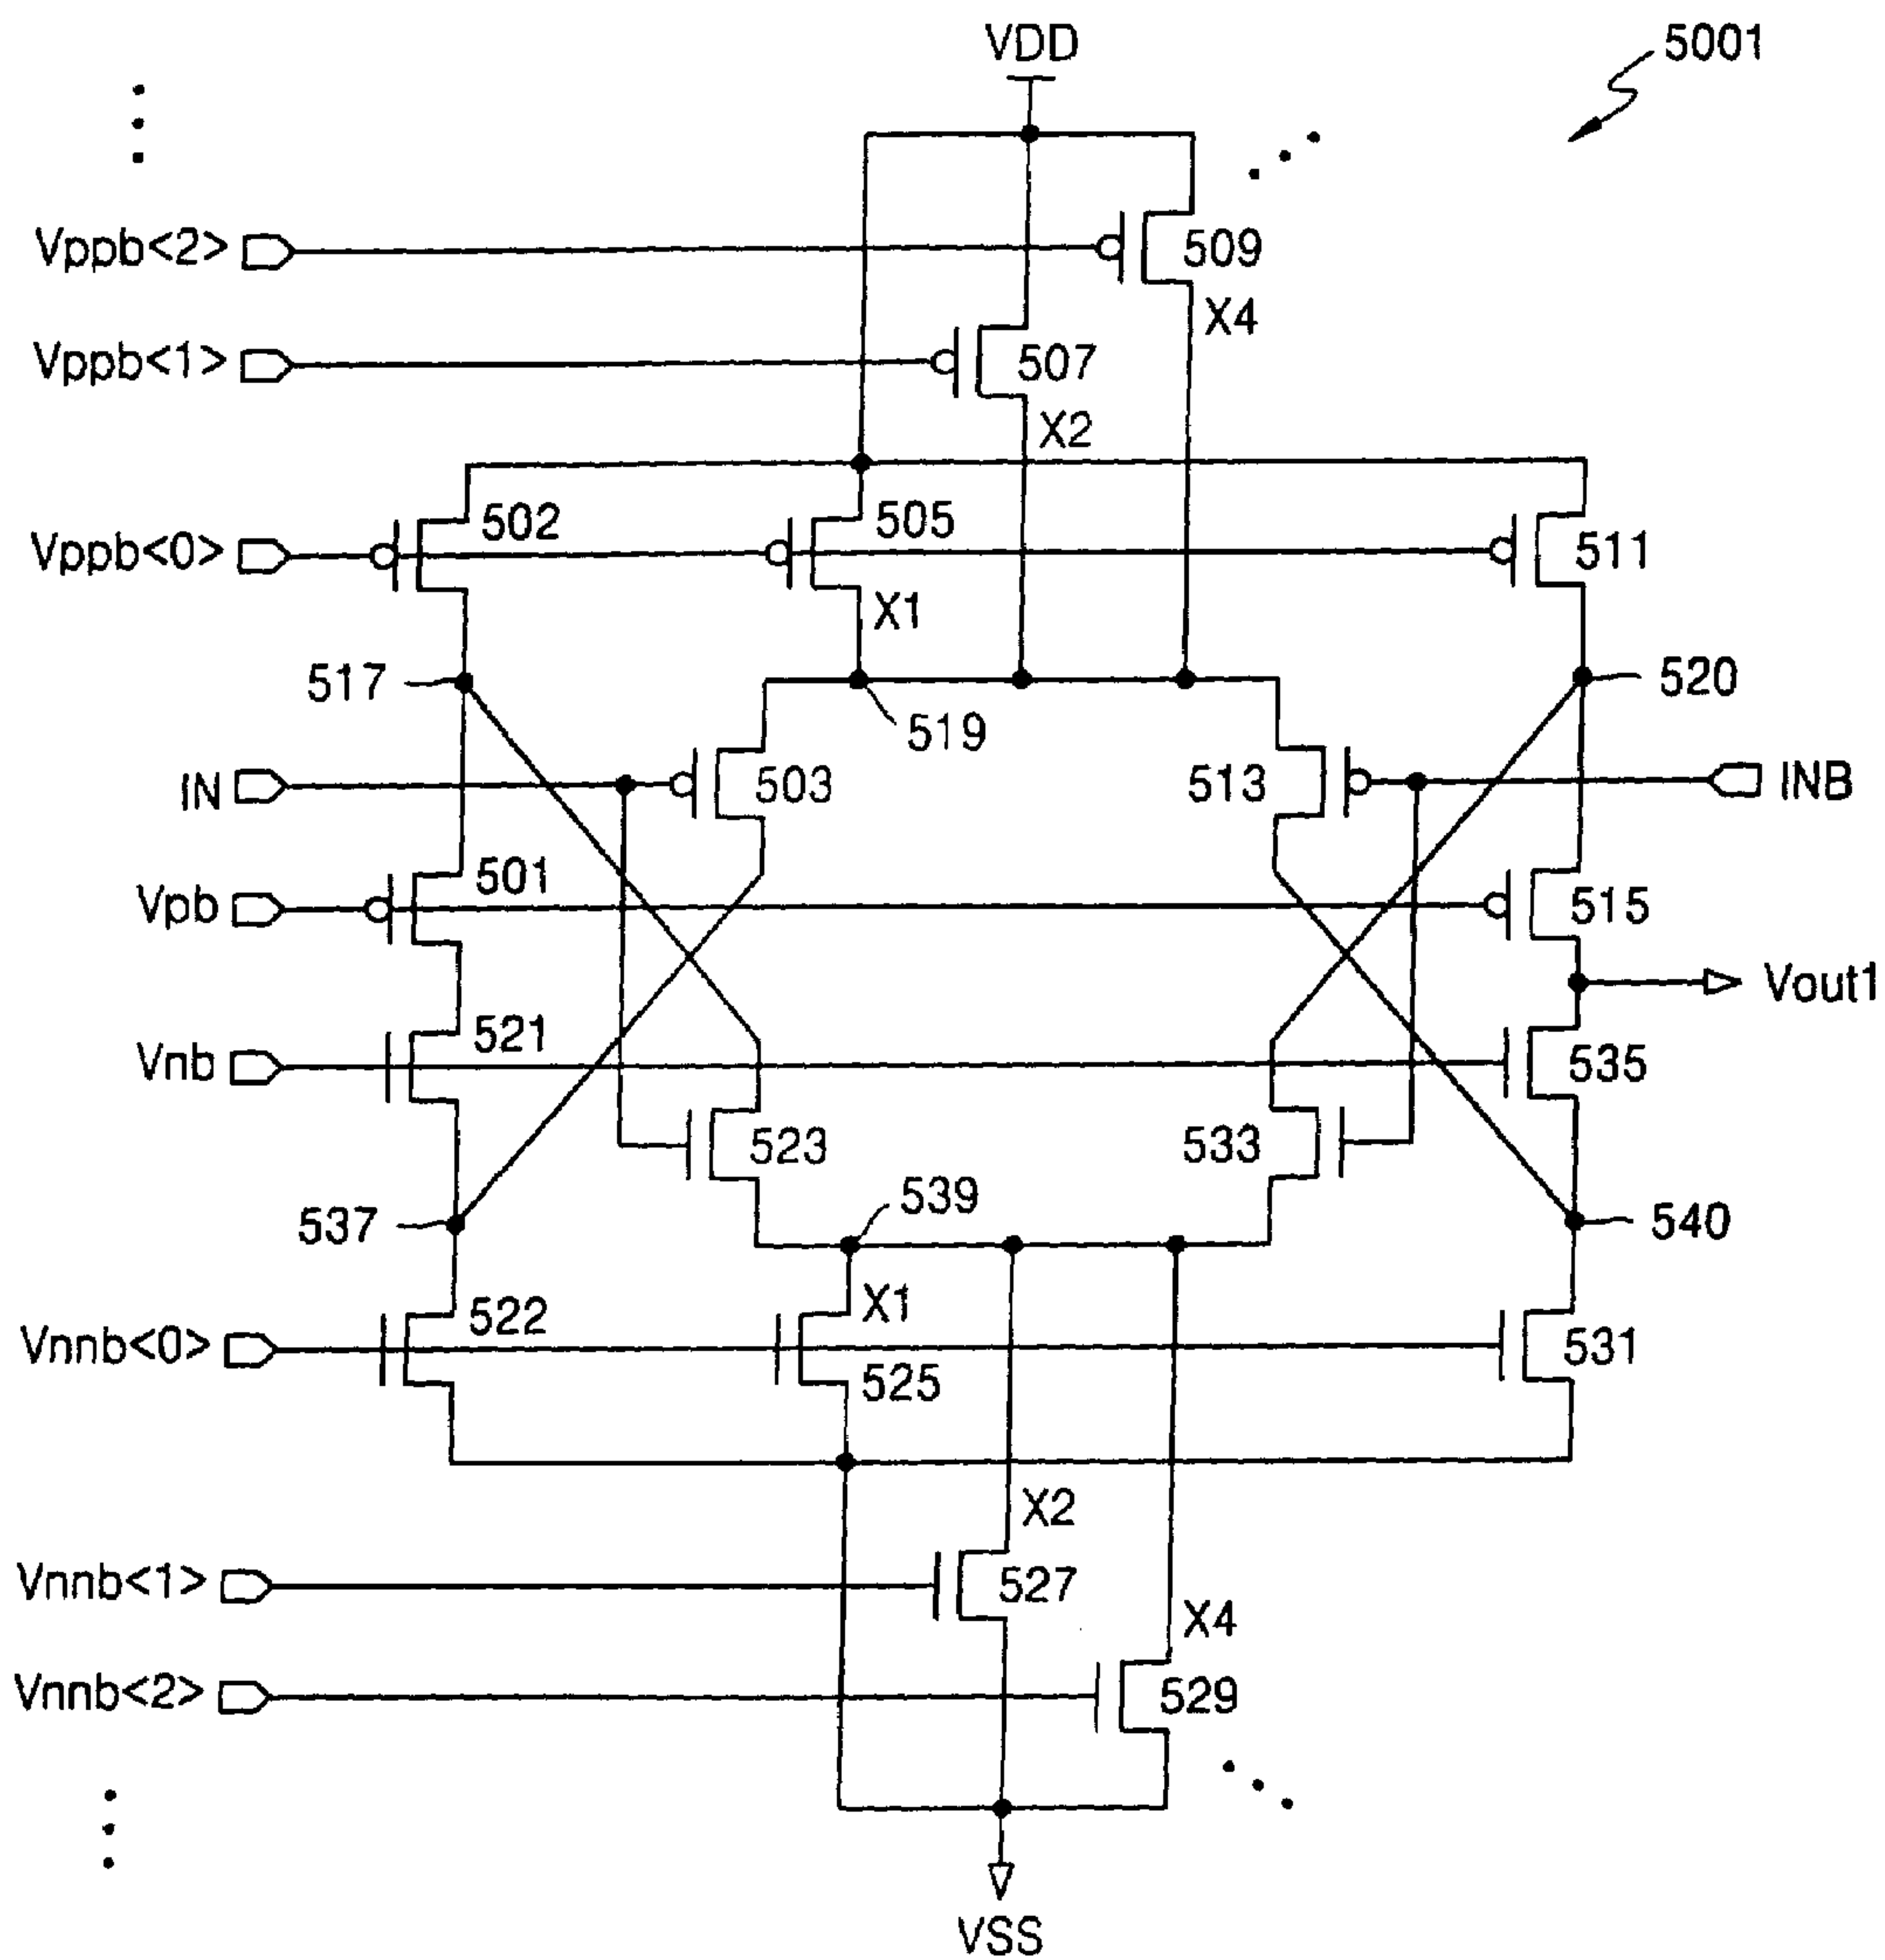 VDD
5001
Vppb<2>
509
X4
Vppb<1>
507
X2
502
505
Vppb<0>
511
X1
517
520
519
IN
503
513
INB
501
Vpb
515
Vout1
521
Vnb
535
523
533
539
537
540
X1
522
Vnnb<0>
531
525
X2
Vnnb<1>
527
X4
Vnnb<2>
529
VSS